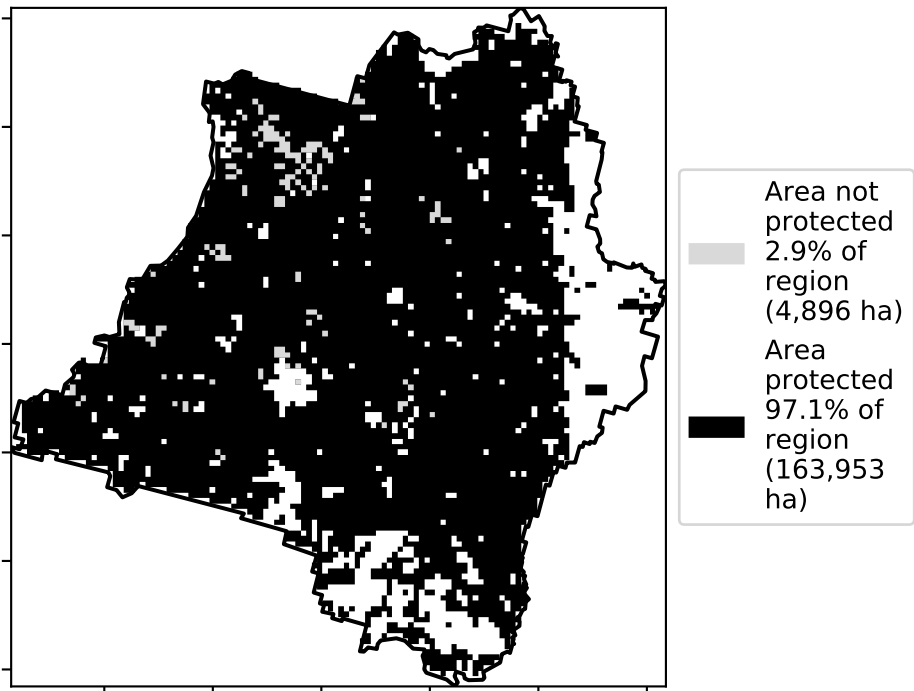 Area not
protected
2.9% of
region
(4,896 ha)
Area
protected
97.1% of
region
(163,953
ha)